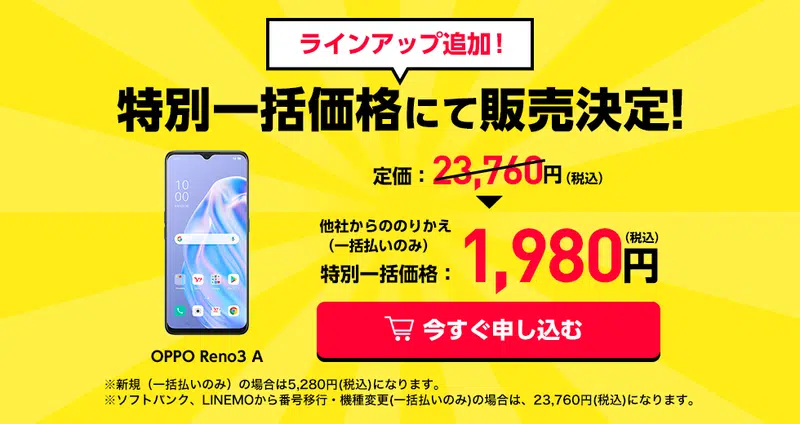 ラインアップ追加！
特別一括価格にて販売決定！
定価：23,760円（税込）
他社からののりかえ
（一括払いのみ）
特別一括価格：1,980円（税込）
今すぐ申し込む
10
00
OPPO Reno3 A
※新規（一括払いのみ）の場合は5,280円(税込)になります。
※ソフトバンク、LINEMOから番号移行・機種変更(一括払いのみ)の場合は、23,760円(税込)になります。